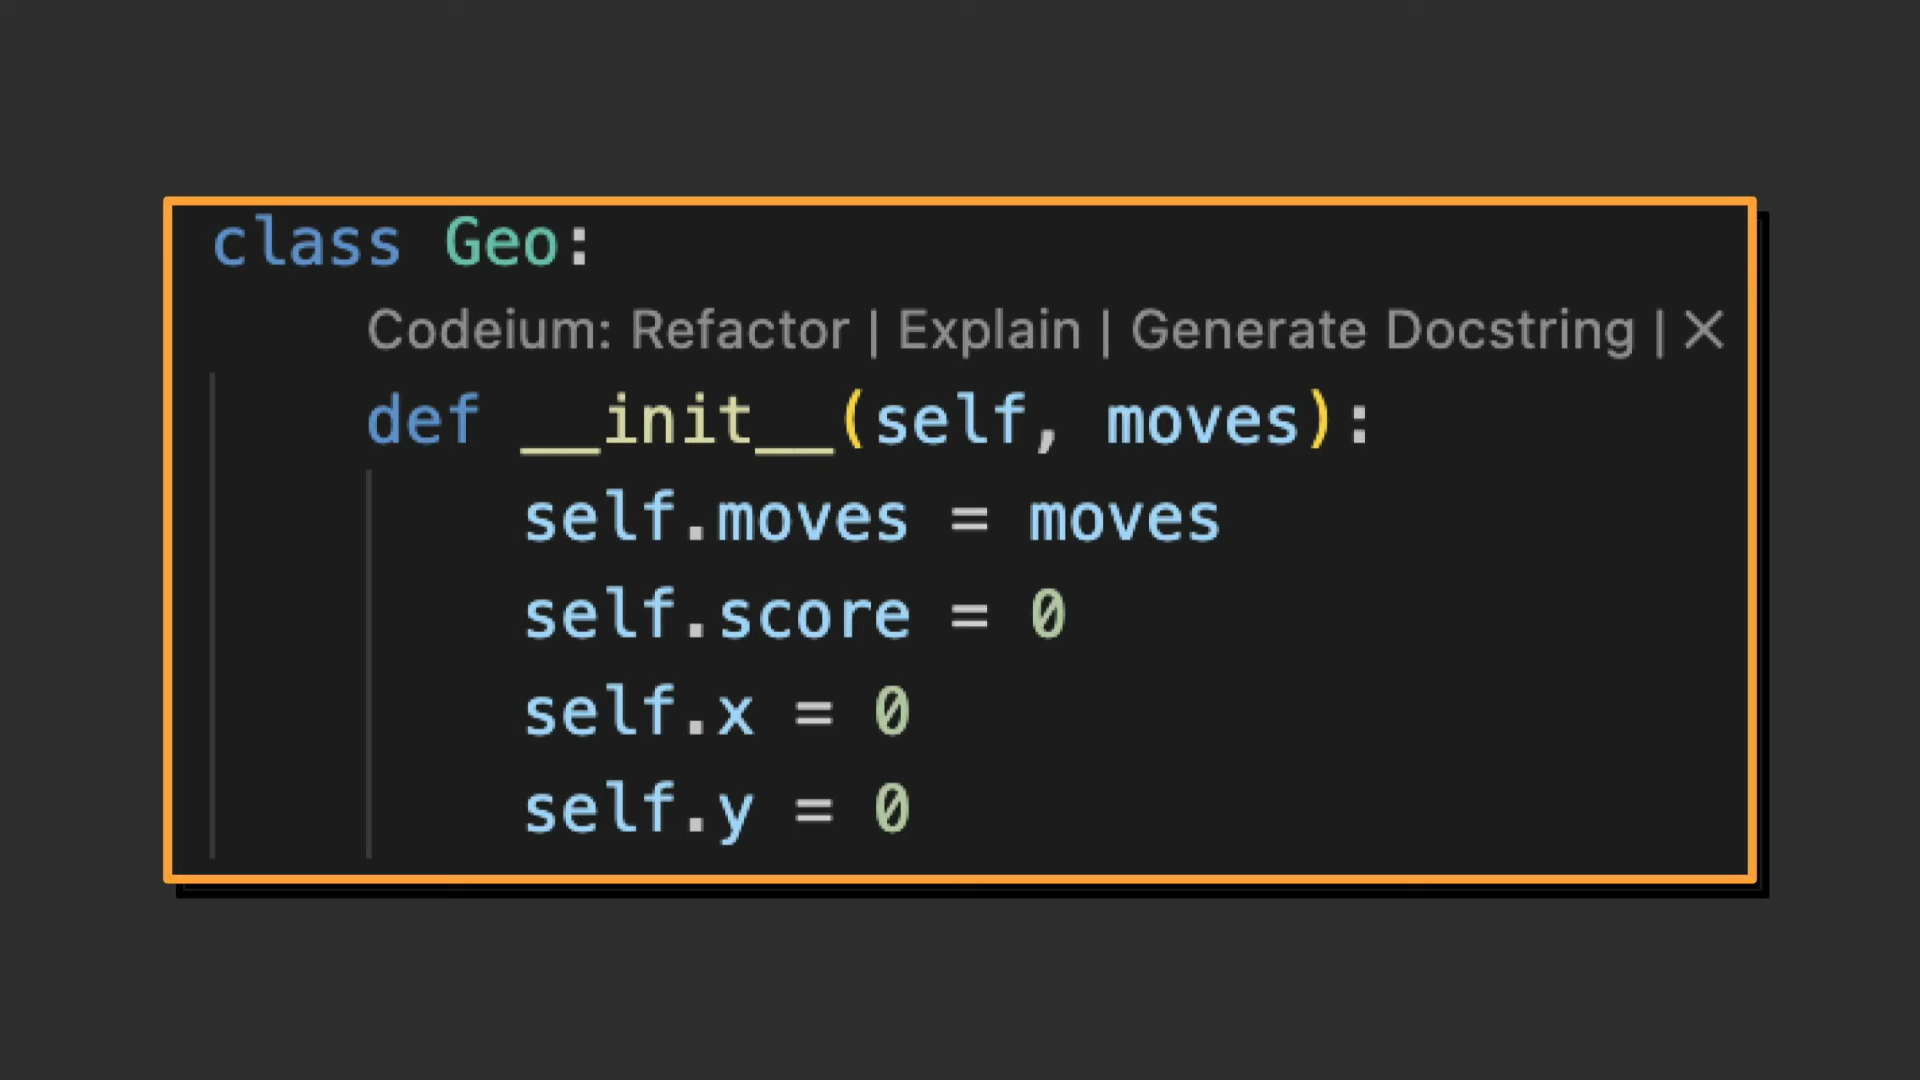 class Geo:
Codeium: Refactor | Explain | Generate Docstring | ×
def __init__(self, moves):
self.moves = moves
self.score = 0
self.x = 0
self.y = 0